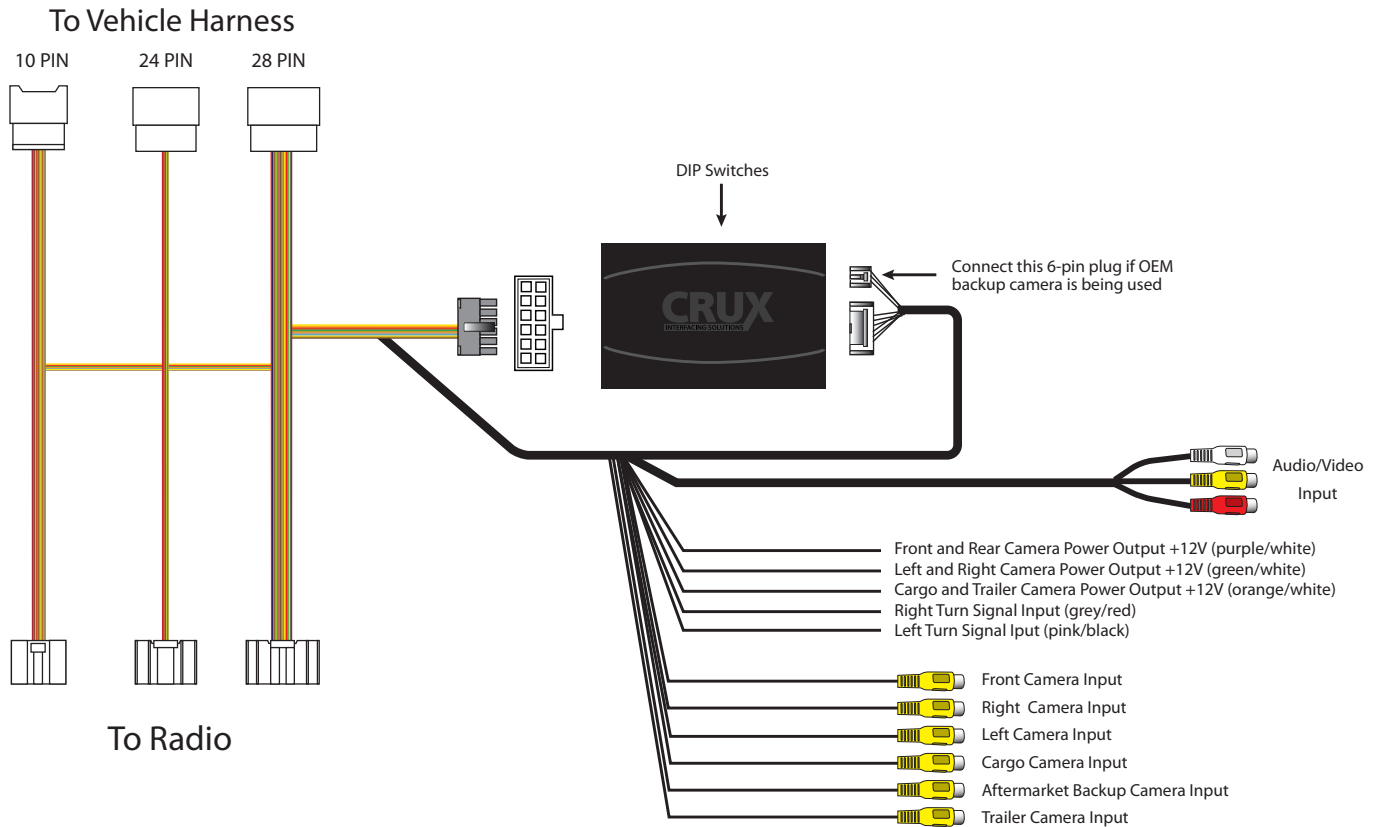 To Vehicle Harness
10 PIN
24 PIN
28 PIN
DIP Switches
CRUX
INTERFACING SOLUTIONS
Connect this 6-pin plug if OEM
backup camera is being used
Audio/Video
Input
Front and Rear Camera Power Output +12V (purple/white)
Left and Right Camera Power Output +12V (green/white)
Cargo and Trailer Camera Power Output +12V (orange/white)
Right Turn Signal Input (grey/red)
Left Turn Signal Iput (pink/black)
Front Camera Input
Right Camera Input
Left Camera Input
Cargo Camera Input
Aftermarket Backup Camera Input
Trailer Camera Input
To Radio